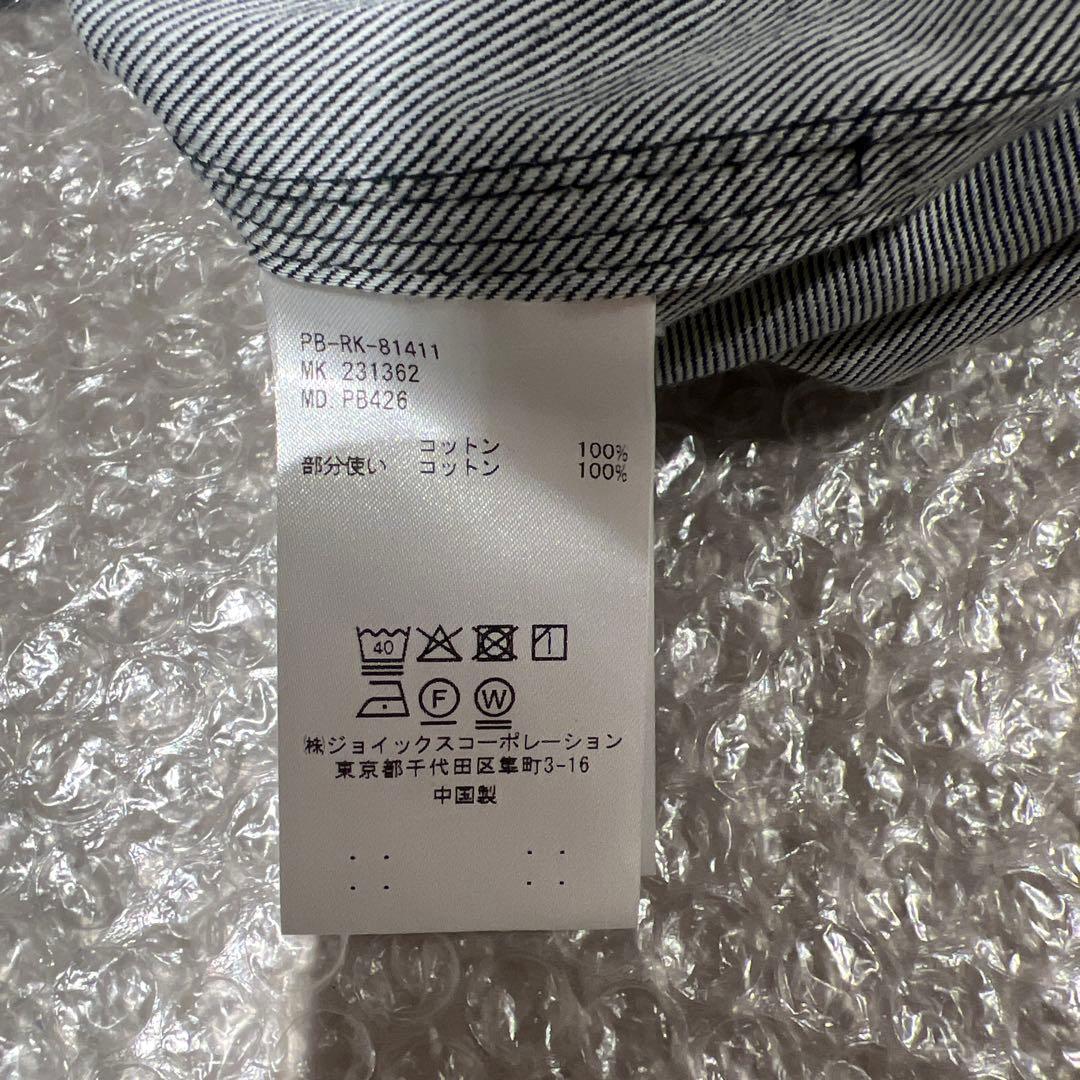 PB-RK-81411
MK. 231362
MD. PB426
コットン 100%
部分使い コットン 100%
40
F W
㈱ジョイックスコーポレーション
東京都千代田区隼町3-16
中国製